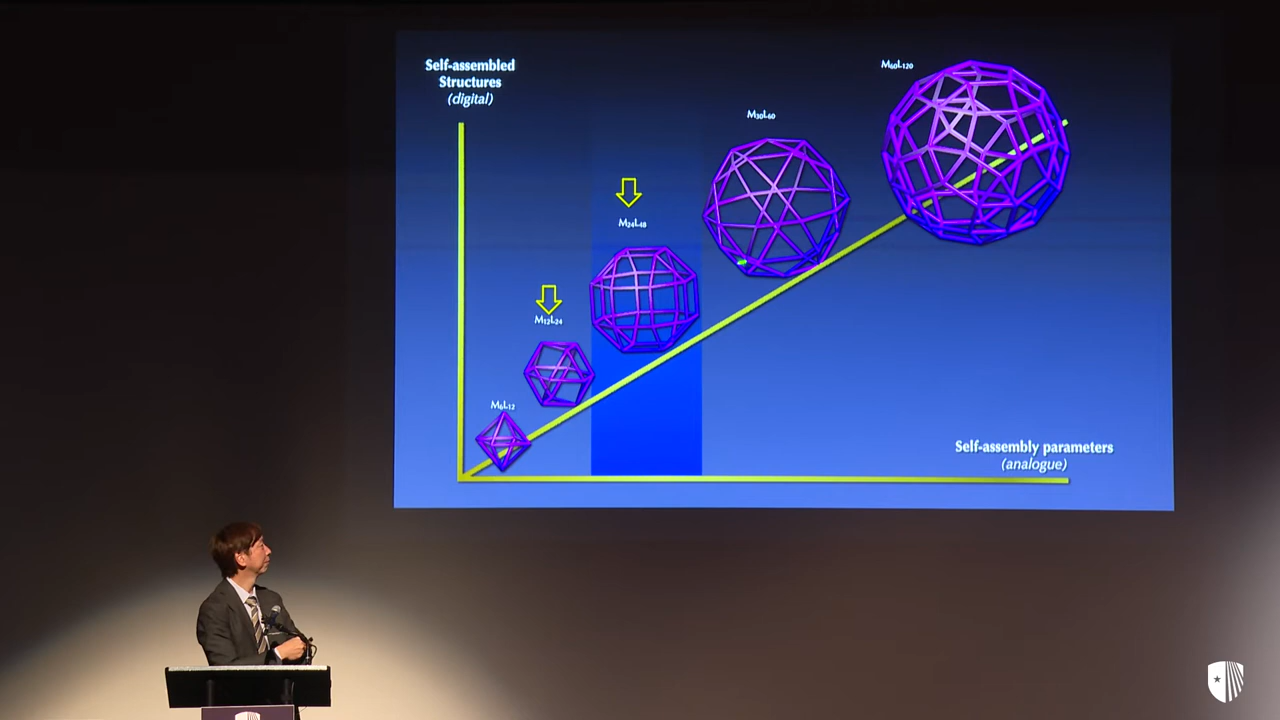 Self-assembled
Structures
(digital)
M₆₀L₁₂₀
M₃₀L₆₀
M₂₄L₄₈
M₁₂L₂₄
M₆L₁₂
Self-assembly parameters
(analogue)